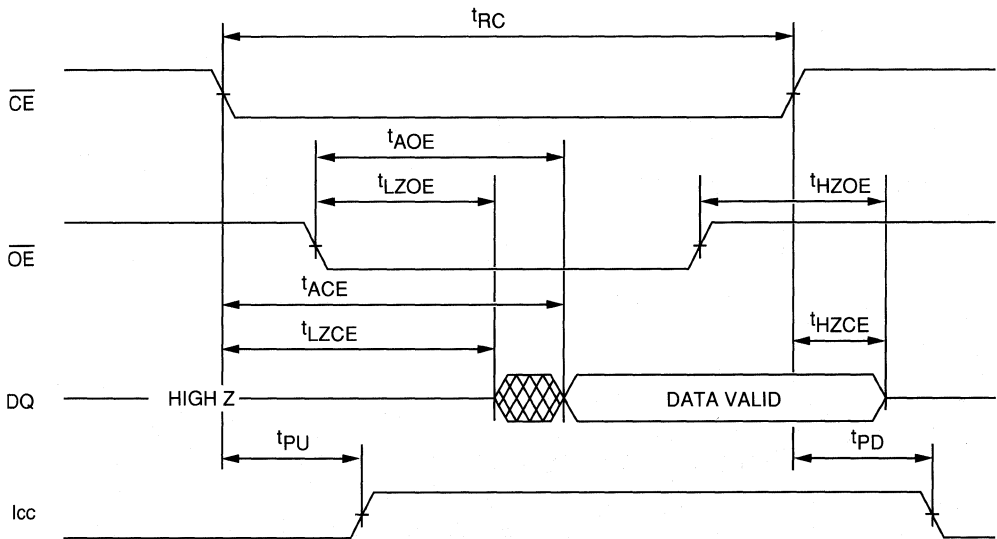 tRC
CE
tAOE
tLZOE
tHZOE
OE
tACE
tLZCE
tHZCE
DQ
HIGH Z
DATA VALID
tPU
tPD
Icc